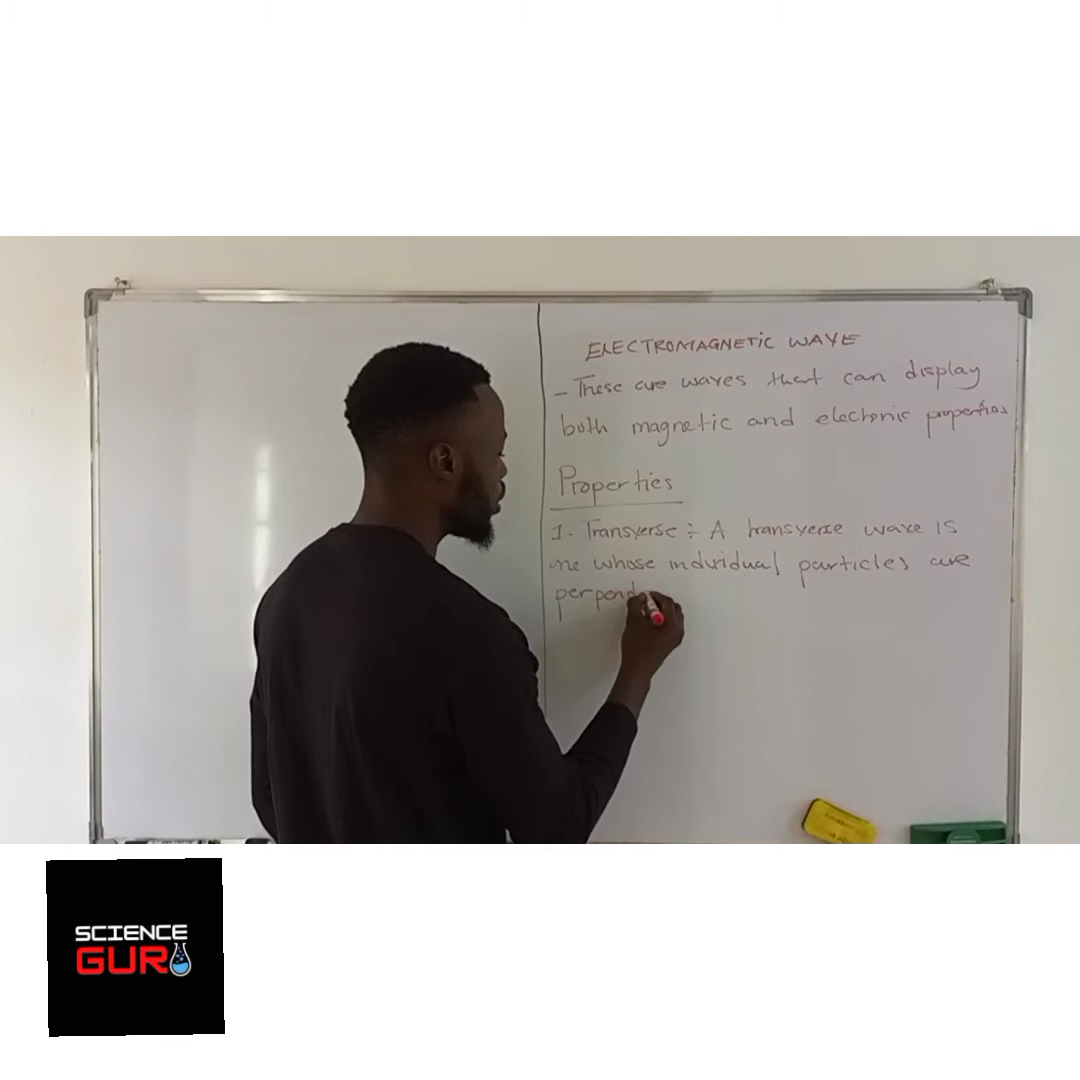 ELECTROMAGNETIC WAVE
- These are waves that can display
both magnetic and electronic properties
Properties
1. Transverse ÷ A transverse wave is
one whose individual particles are
perpend
SCIENCE
GURU